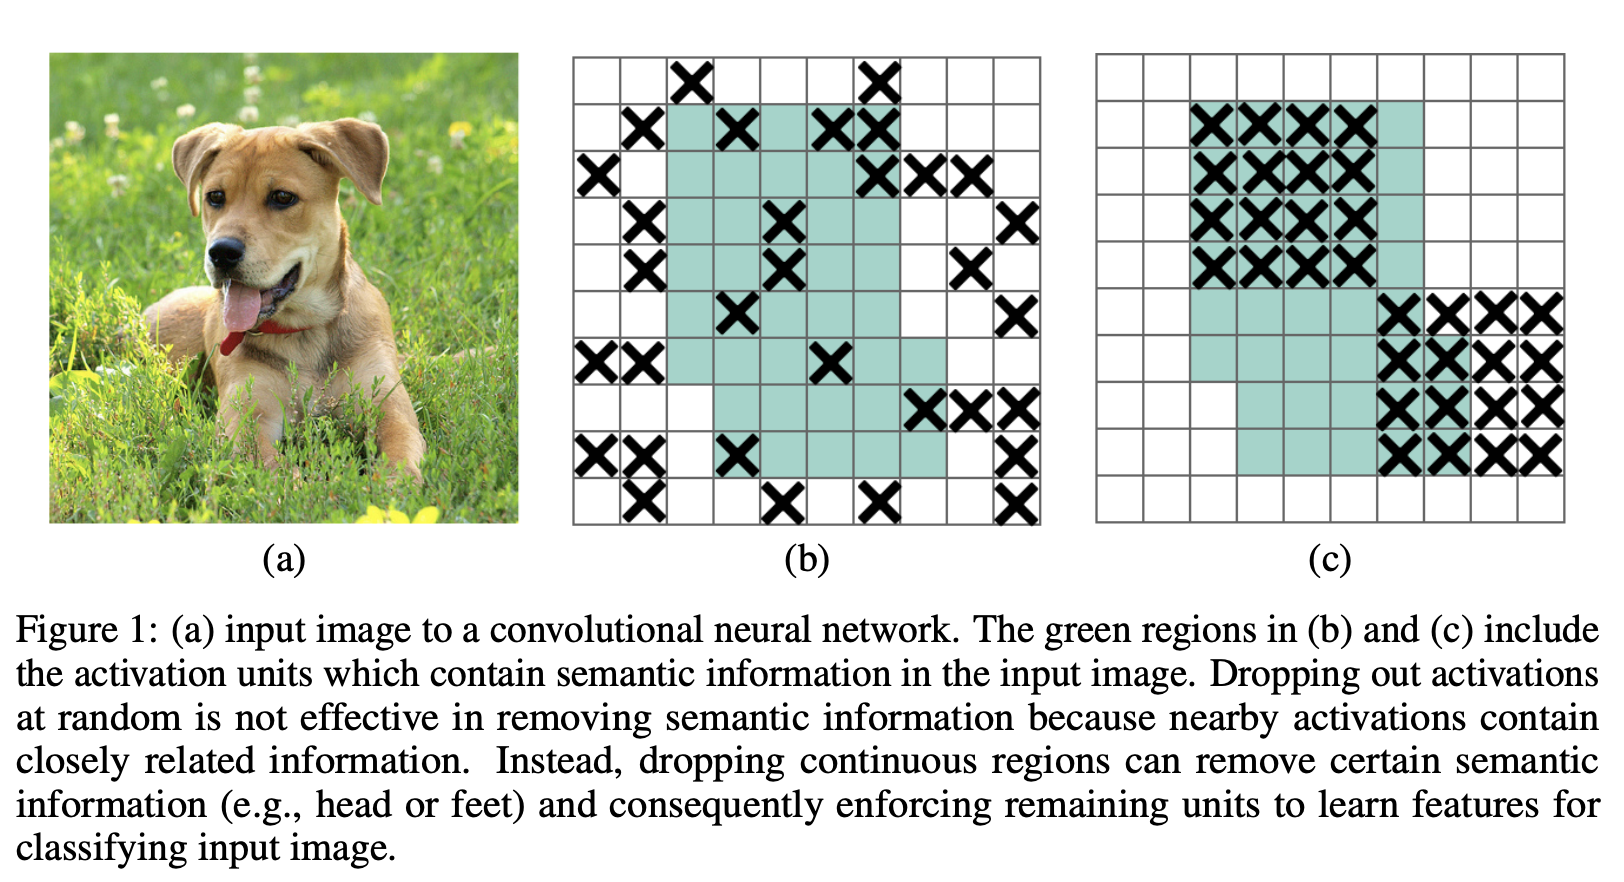 (a)
(b)
(c)
Figure 1: (a) input image to a convolutional neural network. The green regions in (b) and (c) include
the activation units which contain semantic information in the input image. Dropping out activations
at random is not effective in removing semantic information because nearby activations contain
closely related information. Instead, dropping continuous regions can remove certain semantic
information (e.g., head or feet) and consequently enforcing remaining units to learn features for
classifying input image.